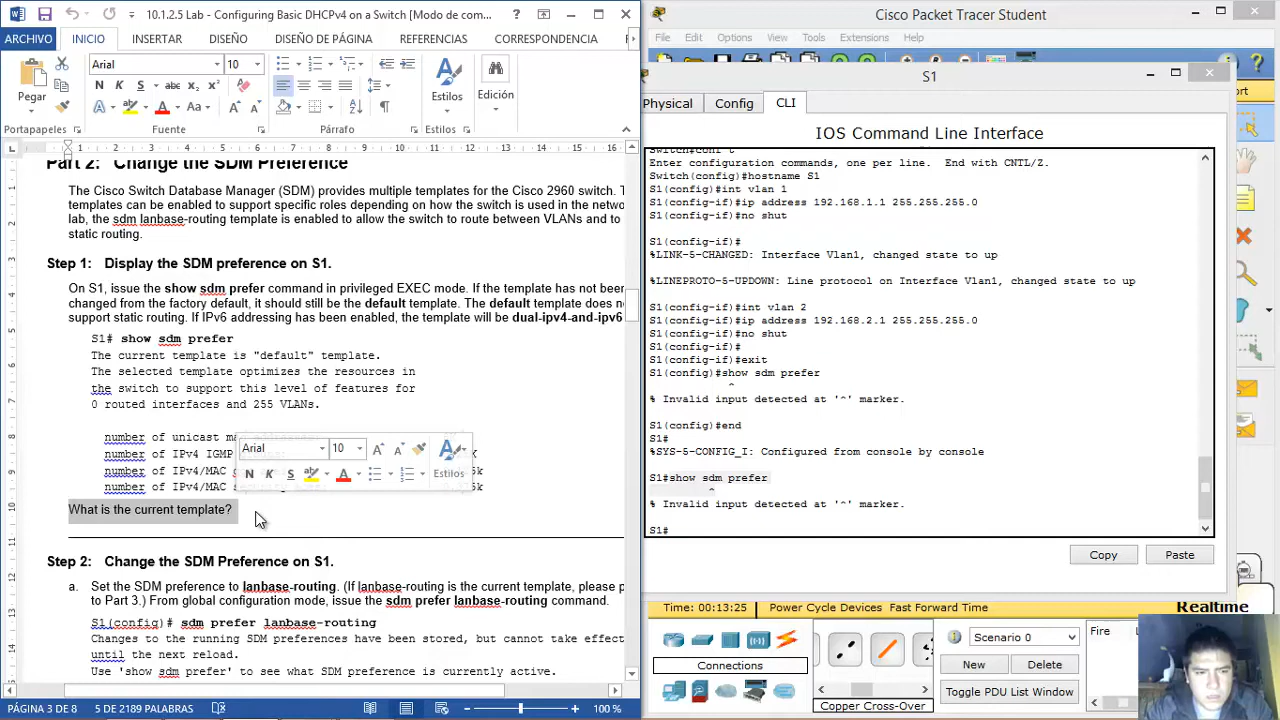 10.1.2.5 Lab - Configuring Basic DHCPv4 on a Switch [Modo de com...
ARCHIVO INICIO INSERTAR DISEÑO DISEÑO DE PÁGINA REFERENCIAS CORRESPONDENCIA
Pegar
Arial 10
N K S abc x₂ x²
A Aa A A
Estilos Edición
Portapapeles Fuente Párrafo Estilos
Part 2: Change the SDM Preference
The Cisco Switch Database Manager (SDM) provides multiple templates for the Cisco 2960 switch. T
templates can be enabled to support specific roles depending on how the switch is used in the netwo
lab, the sdm lanbase-routing template is enabled to allow the switch to route between VLANs and to
static routing.
Step 1: Display the SDM preference on S1.
On S1, issue the show sdm prefer command in privileged EXEC mode. If the template has not been
changed from the factory default, it should still be the default template. The default template does n
support static routing. If IPv6 addressing has been enabled, the template will be dual-ipv4-and-ipv6
S1# show sdm prefer
The current template is "default" template.
The selected template optimizes the resources in
the switch to support this level of features for
0 routed interfaces and 255 VLANs.
number of unicast
number of IPv4 IGMP
number of IPv4/MAC
number of IPv4/MAC
Arial 10
N K S Estilos
What is the current template?
Step 2: Change the SDM Preference on S1.
a. Set the SDM preference to lanbase-routing. (If lanbase-routing is the current template, please p
to Part 3.) From global configuration mode, issue the sdm prefer lanbase-routing command.
S1(config)# sdm prefer lanbase-routing
Changes to the running SDM preferences have been stored, but cannot take effect
until the next reload.
Use 'show sdm prefer' to see what SDM preference is currently active.
PÁGINA 3 DE 8 5 DE 2189 PALABRAS 100 %
Cisco Packet Tracer Student
File Edit Options View Tools Extensions Help
S1
Physical Config CLI
IOS Command Line Interface
Switch#conf t
Enter configuration commands, one per line. End with CNTL/Z.
Switch(config)#hostname S1
S1(config)#int vlan 1
S1(config-if)#ip address 192.168.1.1 255.255.255.0
S1(config-if)#no shut
S1(config-if)#
%LINK-5-CHANGED: Interface Vlan1, changed state to up
%LINEPROTO-5-UPDOWN: Line protocol on Interface Vlan1, changed state to up
S1(config-if)#int vlan 2
S1(config-if)#ip address 192.168.2.1 255.255.255.0
S1(config-if)#no shut
S1(config-if)#
S1(config-if)#exit
S1(config)#show sdm prefer
^
% Invalid input detected at '^' marker.
S1(config)#end
S1#
%SYS-5-CONFIG_I: Configured from console by console
S1#show sdm prefer
^
% Invalid input detected at '^' marker.
S1#
Copy Paste
Time: 00:13:25 Power Cycle Devices Fast Forward Time Realtime
Connections
Copper Cross-Over
Scenario 0
New Delete
Toggle PDU List Window
Fire